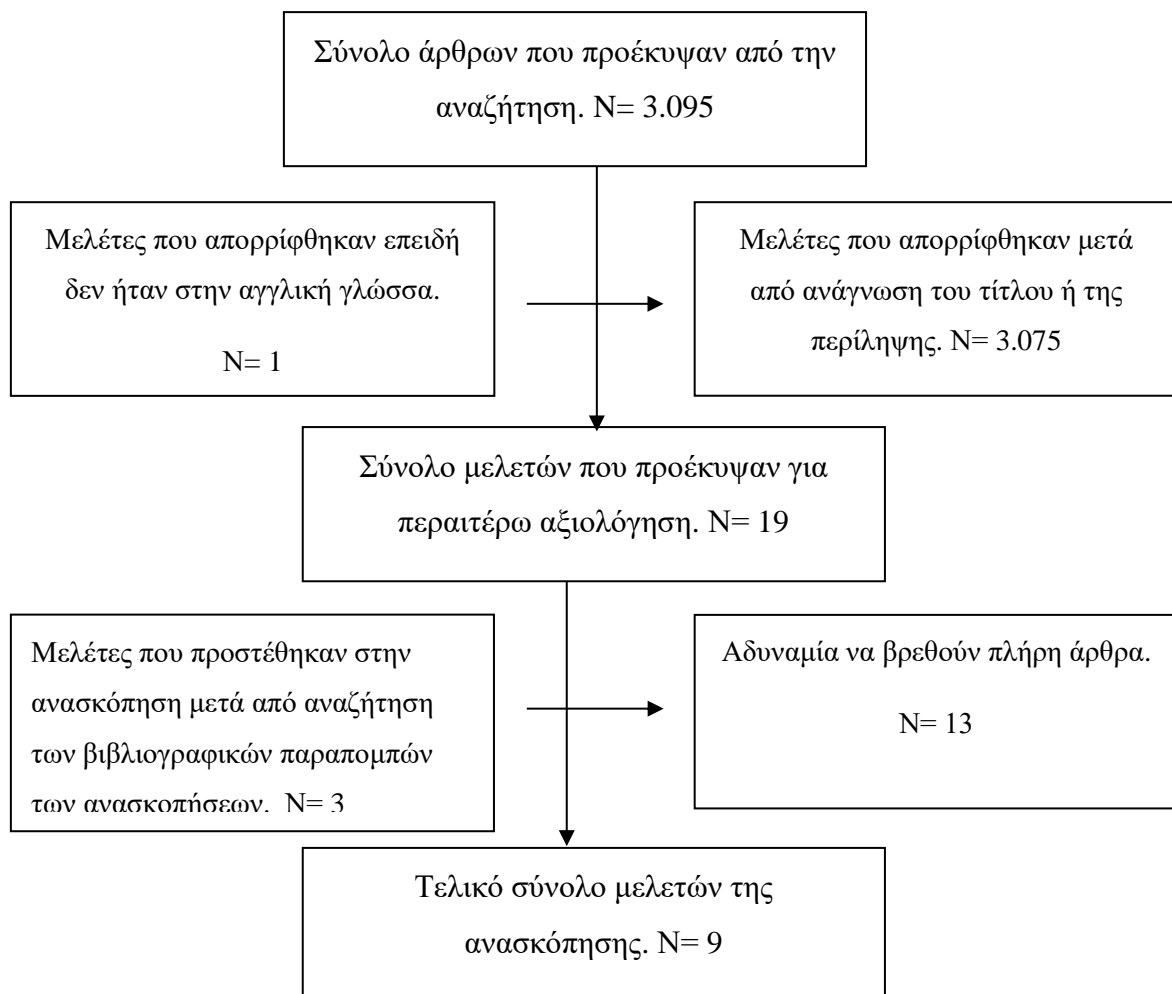 Σύνολο άρθρων που προέκυψαν από την
αναζήτηση. Ν= 3.095
Μελέτες που απορρίφθηκαν επειδή
δεν ήταν στην αγγλική γλώσσα.
Ν= 1
Μελέτες που απορρίφθηκαν μετά
από ανάγνωση του τίτλου ή της
περίληψης. Ν= 3.075
Σύνολο μελετών που προέκυψαν για
περαιτέρω αξιολόγηση. Ν= 19
Μελέτες που προστέθηκαν στην
ανασκόπηση μετά από αναζήτηση
των βιβλιογραφικών παραπομπών
των ανασκοπήσεων. Ν= 3
Αδυναμία να βρεθούν πλήρη άρθρα.
Ν= 13
Τελικό σύνολο μελετών της
ανασκόπησης. Ν= 9